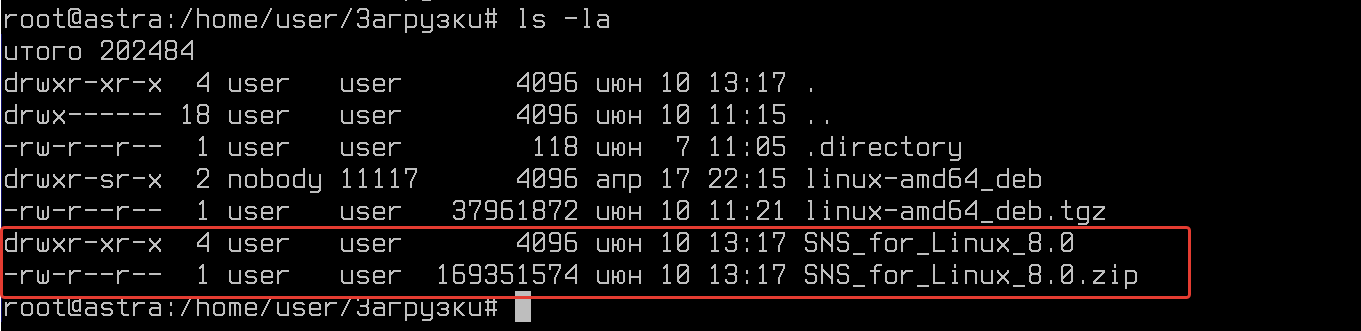 root@astra:/home/user/Загрузки# ls -la
итого 202484
drwxr-xr-x  4 user   user       4096 июн 10 13:17 .
drwx------ 18 user   user       4096 июн 10 11:15 ..
-rw-r--r--  1 user   user        118 июн  7 11:05 .directory
drwxr-sr-x  2 nobody 11117      4096 апр 17 22:15 linux-amd64_deb
-rw-r--r--  1 user   user   37961872 июн 10 11:21 linux-amd64_deb.tgz
drwxr-xr-x  4 user   user       4096 июн 10 13:17 SNS_for_Linux_8.0
-rw-r--r--  1 user   user  169351574 июн 10 13:17 SNS_for_Linux_8.0.zip
root@astra:/home/user/Загрузки#